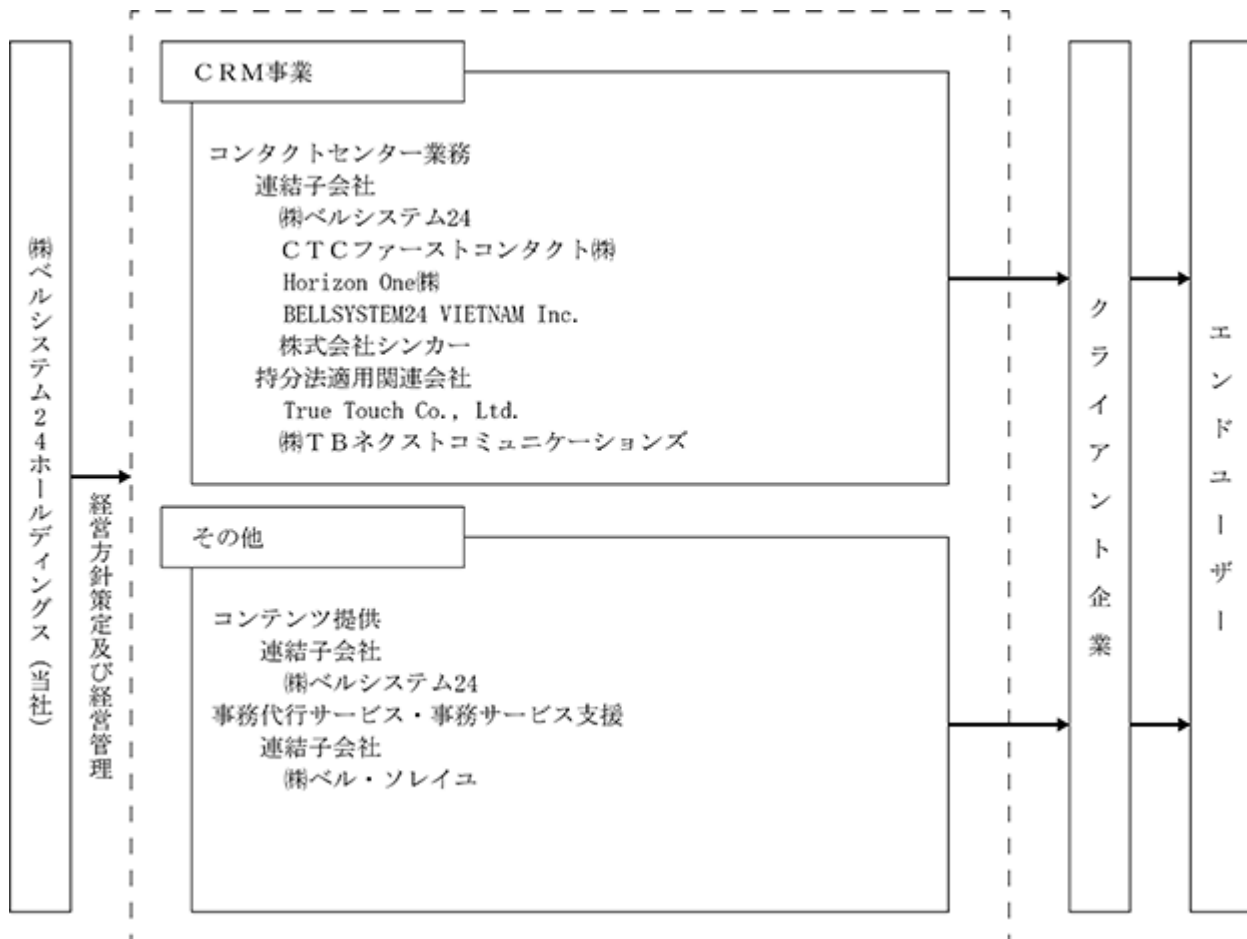 ㈱ベルシステム24ホールディングス（当社）
経営方針策定及び経営管理
ＣＲＭ事業
コンタクトセンター業務
連結子会社
㈱ベルシステム24
ＣＴＣファーストコンタクト㈱
Horizon One㈱
BELLSYSTEM24 VIETNAM Inc.
株式会社シンカー
持分法適用関連会社
True Touch Co., Ltd.
㈱ＴＢネクストコミュニケーションズ
その他
コンテンツ提供
連結子会社
㈱ベルシステム24
事務代行サービス・事務サービス支援
連結子会社
㈱ベル・ソレイユ
クライアント企業
エンドユーザー